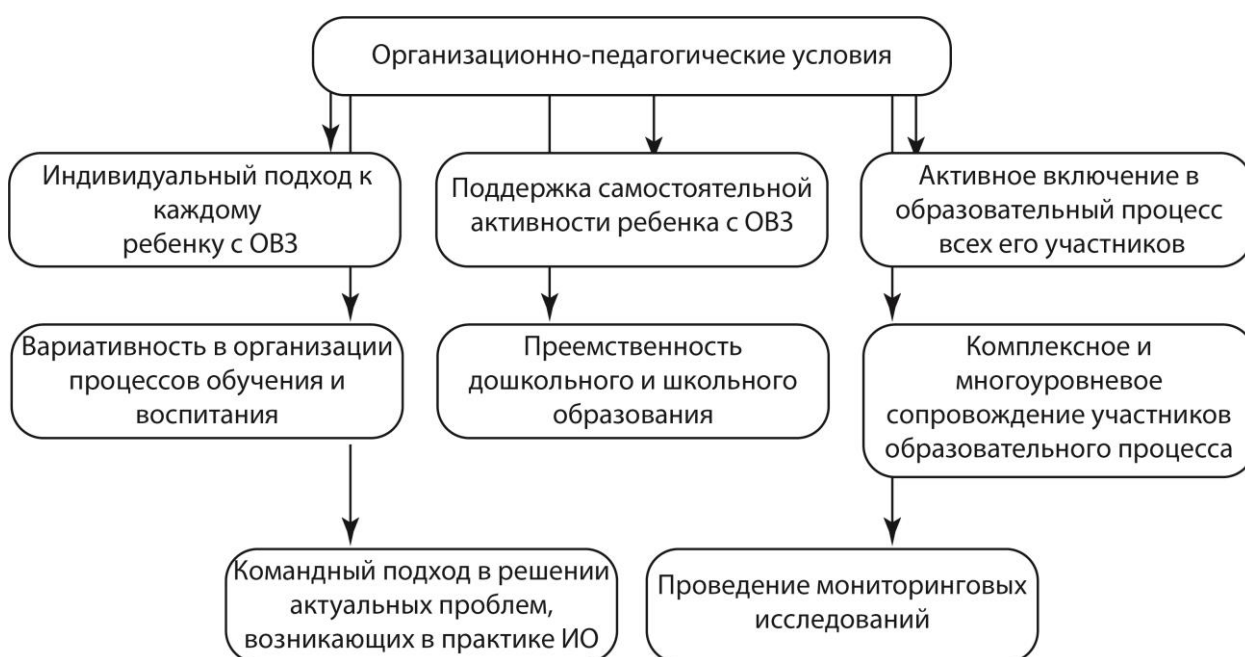 Организационно-педагогические условия
Индивидуальный подход к
каждому
ребенку с ОВЗ
Поддержка самостоятельной
активности ребенка с ОВЗ
Активное включение в
образовательный процесс
всех его участников
Вариативность в организации
процессов обучения и
воспитания
Преемственность
дошкольного и школьного
образования
Комплексное и
многоуровневое
сопровождение участников
образовательного процесса
Командный подход в решении
актуальных проблем,
возникающих в практике ИО
Проведение мониторинговых
исследований